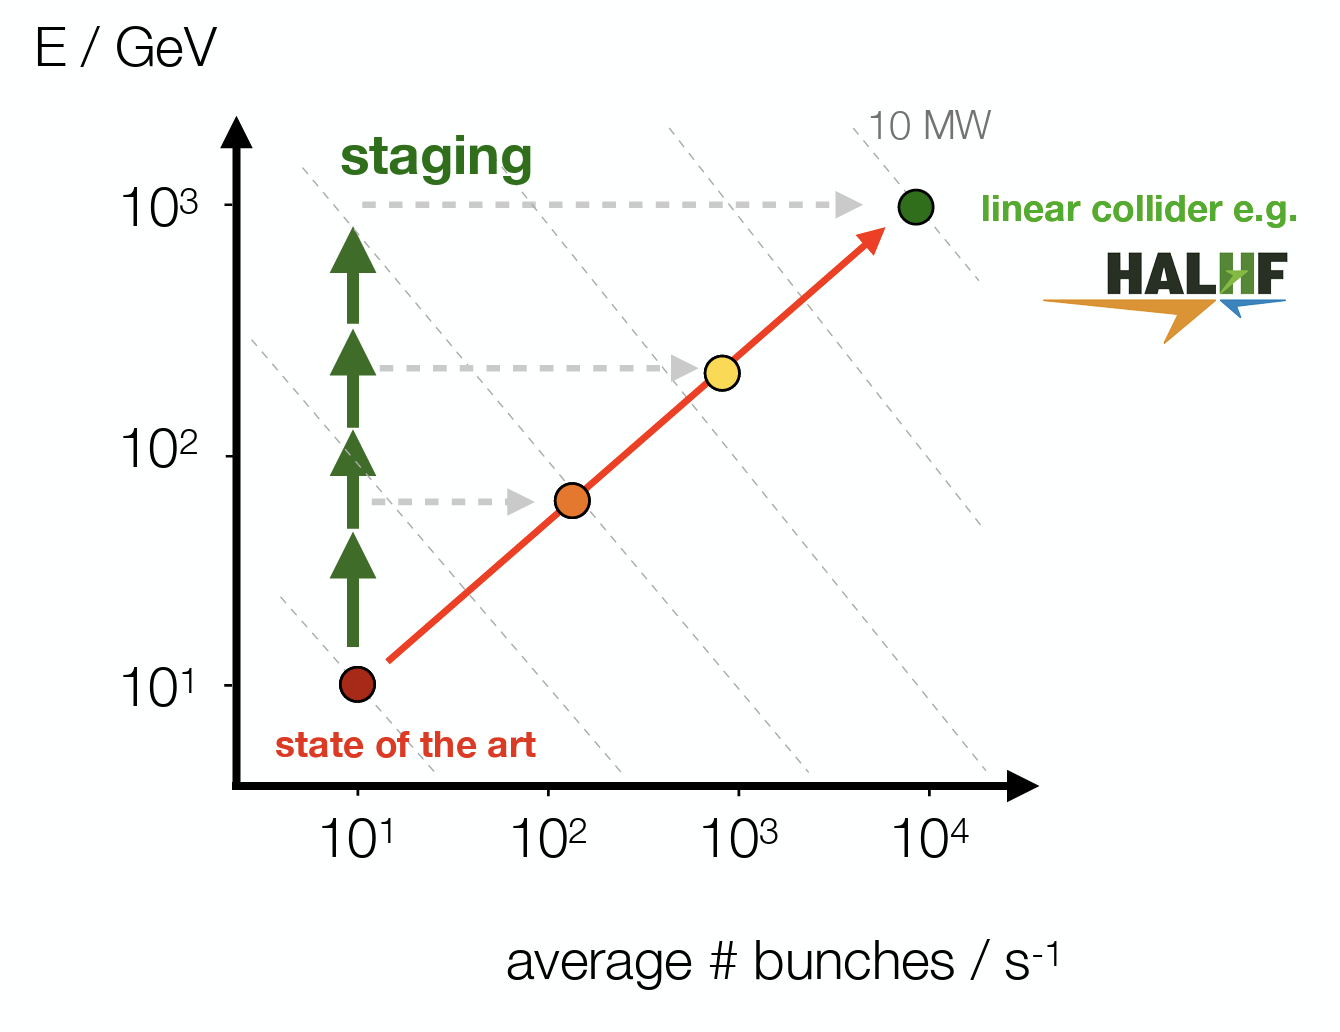 E / GeV
10 MW
staging
10³
linear collider e.g.
HALHF
10²
10¹
state of the art
10¹ 10² 10³ 10⁴
average # bunches / s⁻¹